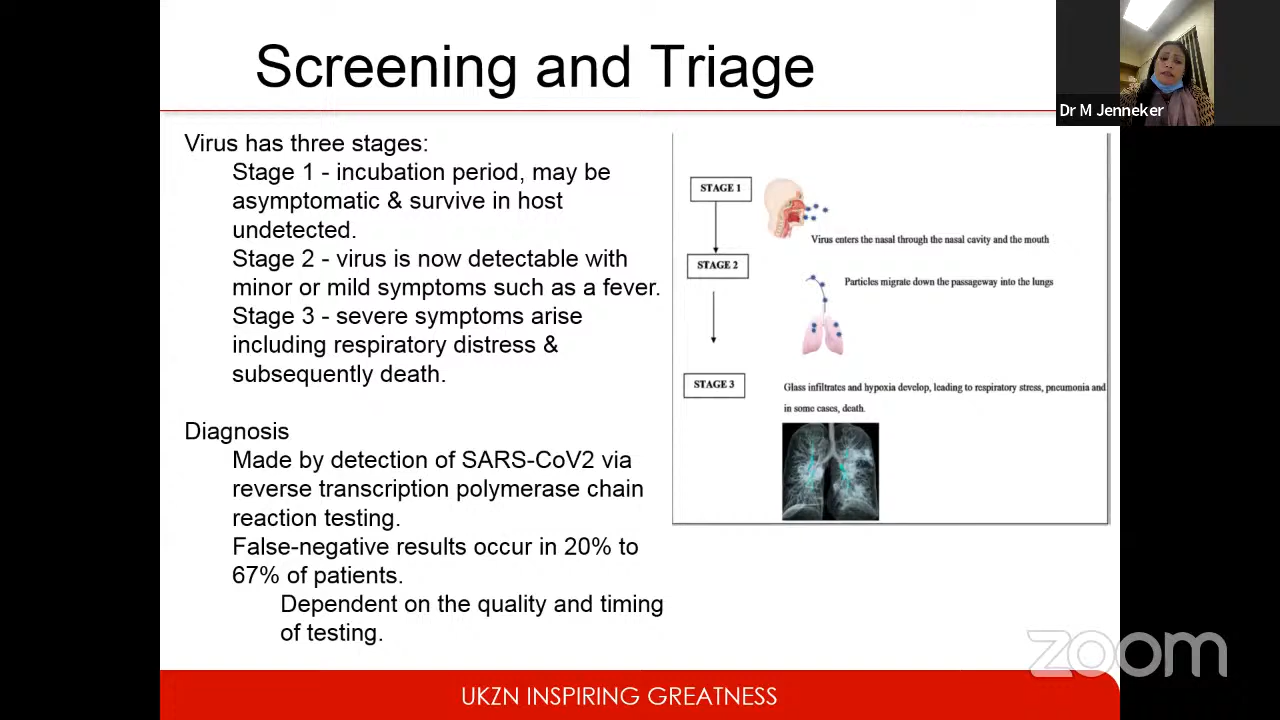 Screening and Triage
Dr M Jenneker
Virus has three stages:
Stage 1 - incubation period, may be
asymptomatic & survive in host
undetected.
Stage 2 - virus is now detectable with
minor or mild symptoms such as a fever.
Stage 3 - severe symptoms arise
including respiratory distress &
subsequently death.
Diagnosis
Made by detection of SARS-CoV2 via
reverse transcription polymerase chain
reaction testing.
False-negative results occur in 20% to
67% of patients.
Dependent on the quality and timing
of testing.
STAGE 1
Virus enters the nasal through the nasal cavity and the mouth
STAGE 2
Particles migrate down the passageway into the lungs
STAGE 3
Glass infiltrates and hypoxia develop, leading to respiratory stress, pneumonia and
in some cases, death.
zoom
UKZN INSPIRING GREATNESS